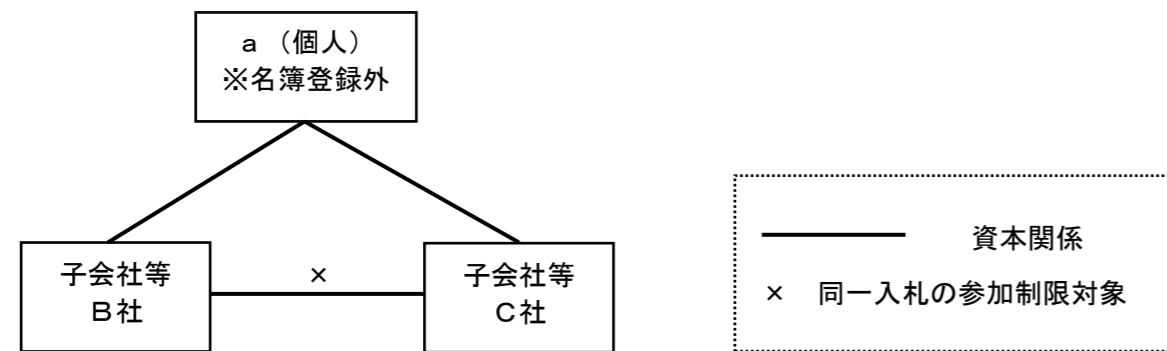 ａ（個人）
※名簿登録外
子会社等
Ｂ社
×
子会社等
Ｃ社
資本関係
× 同一入札の参加制限対象